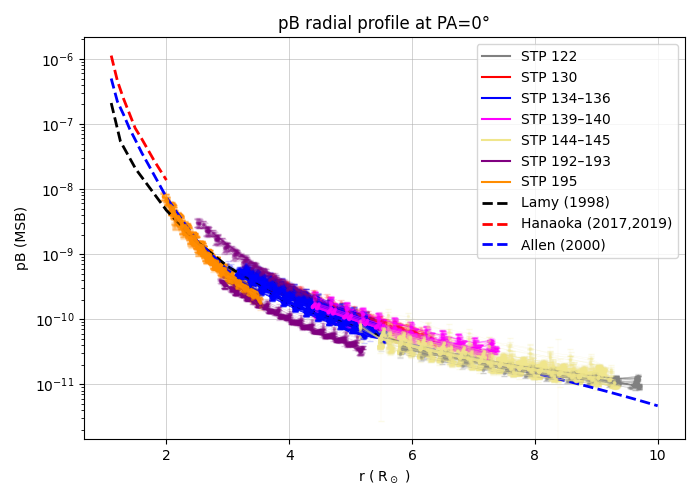 pB radial profile at PA=0°
pB (MSB)
10⁻⁶
10⁻⁷
10⁻⁸
10⁻⁹
10⁻¹⁰
10⁻¹¹
STP 122
STP 130
STP 134–136
STP 139–140
STP 144–145
STP 192–193
STP 195
Lamy (1998)
Hanaoka (2017,2019)
Allen (2000)
2 4 6 8 10
r ( R⊙ )